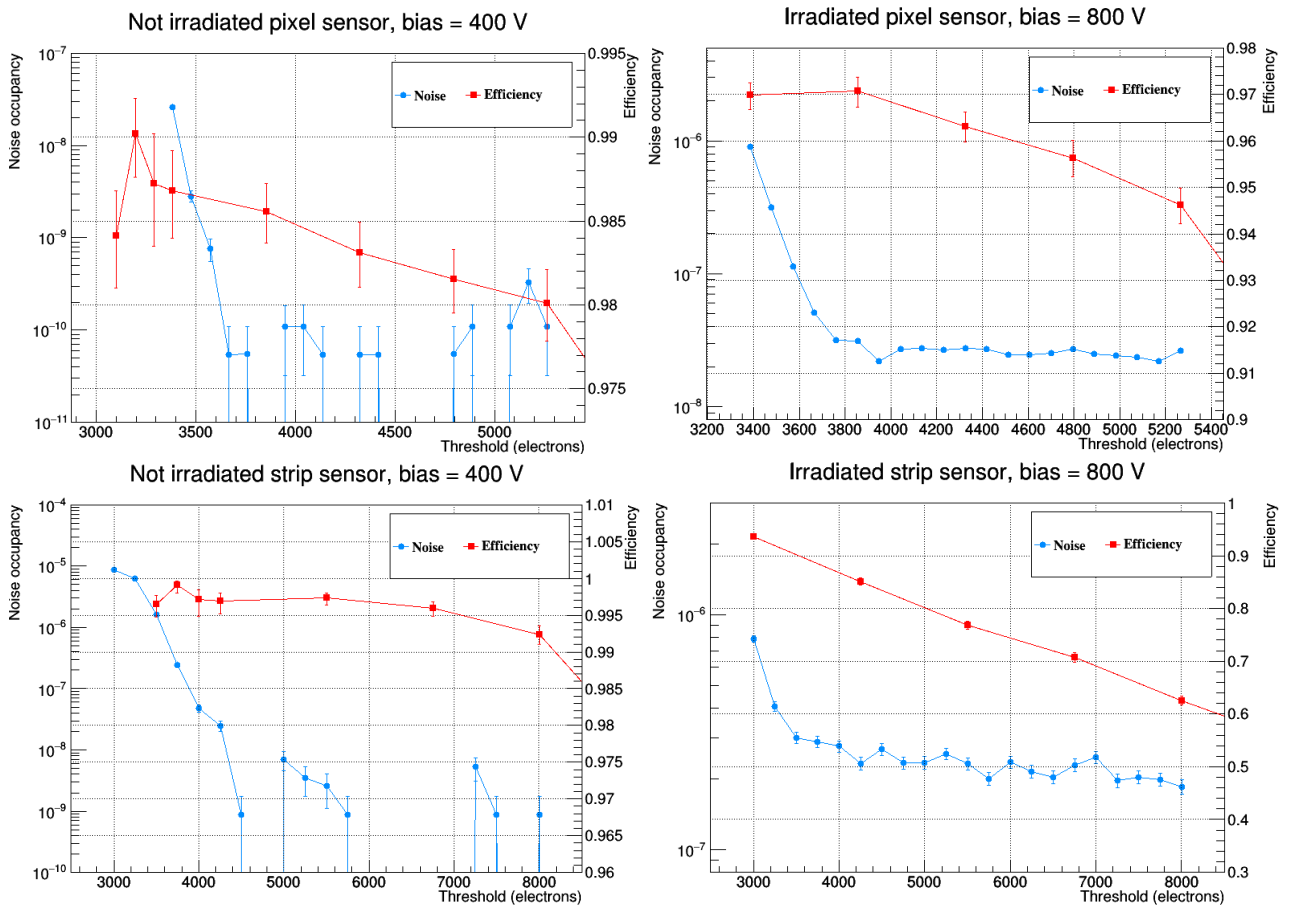 Not irradiated pixel sensor, bias = 400 V
Noise occupancy
10⁻⁷
10⁻⁸
10⁻⁹
10⁻¹⁰
10⁻¹¹
Noise
Efficiency
Efficiency
0.995
0.99
0.985
0.98
0.975
3000 3500 4000 4500 5000
Threshold (electrons)
Irradiated pixel sensor, bias = 800 V
Noise occupancy
10⁻⁶
10⁻⁷
10⁻⁸
Noise
Efficiency
Efficiency
0.98
0.97
0.96
0.95
0.94
0.93
0.92
0.91
0.9
3200 3400 3600 3800 4000 4200 4400 4600 4800 5000 5200 5400
Threshold (electrons)
Not irradiated strip sensor, bias = 400 V
Noise occupancy
10⁻⁴
10⁻⁵
10⁻⁶
10⁻⁷
10⁻⁸
10⁻⁹
10⁻¹⁰
Noise
Efficiency
Efficiency
1.01
1.005
1
0.995
0.99
0.985
0.98
0.975
0.97
0.965
0.96
3000 4000 5000 6000 7000 8000
Threshold (electrons)
Irradiated strip sensor, bias = 800 V
Noise occupancy
10⁻⁶
10⁻⁷
Noise
Efficiency
Efficiency
1
0.9
0.8
0.7
0.6
0.5
0.4
0.3
3000 4000 5000 6000 7000 8000
Threshold (electrons)